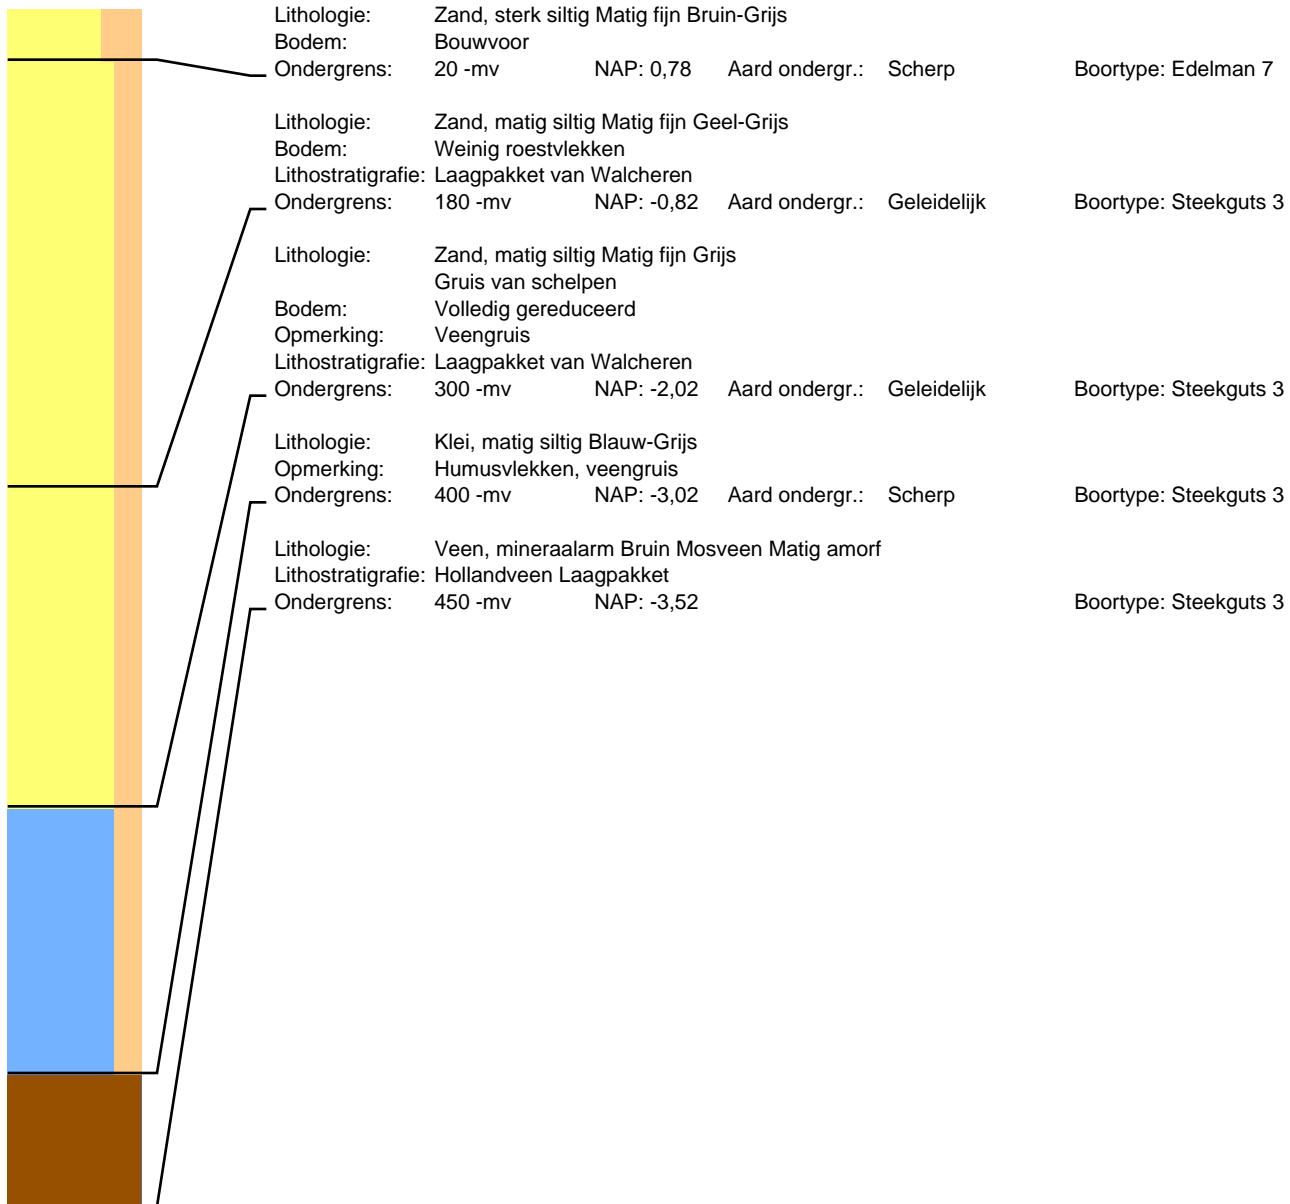 Lithologie: Zand, sterk siltig Matig fijn Bruin-Grijs
Bodem: Bouwvoor
Ondergrens: 20 -mv NAP: 0,78 Aard ondergr.: Scherp Boortype: Edelman 7
Lithologie: Zand, matig siltig Matig fijn Geel-Grijs
Bodem: Weinig roestvlekken
Lithostratigrafie: Laagpakket van Walcheren
Ondergrens: 180 -mv NAP: -0,82 Aard ondergr.: Geleidelijk Boortype: Steekguts 3
Lithologie: Zand, matig siltig Matig fijn Grijs
Gruis van schelpen
Bodem: Volledig gereduceerd
Opmerking: Veengruis
Lithostratigrafie: Laagpakket van Walcheren
Ondergrens: 300 -mv NAP: -2,02 Aard ondergr.: Geleidelijk Boortype: Steekguts 3
Lithologie: Klei, matig siltig Blauw-Grijs
Opmerking: Humusvlekken, veengruis
Ondergrens: 400 -mv NAP: -3,02 Aard ondergr.: Scherp Boortype: Steekguts 3
Lithologie: Veen, mineraalarm Bruin Mosveen Matig amorf
Lithostratigrafie: Hollandveen Laagpakket
Ondergrens: 450 -mv NAP: -3,52 Boortype: Steekguts 3